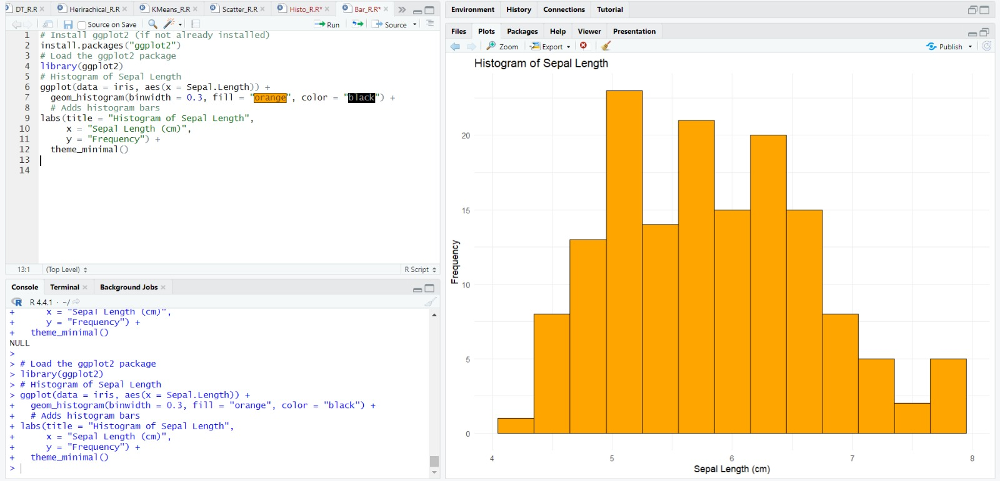 DT_R.R
Herirachical_R.R
KMeans_R.R
Scatter_R.R
Histo_R.R*
Bar_R.R*
Source on Save
Run
Source
1 # Install ggplot2 (if not already installed)
2 install.packages("ggplot2")
3 # Load the ggplot2 package
4 library(ggplot2)
5 # Histogram of Sepal Length
6 ggplot(data = iris, aes(x = Sepal.Length)) +
7 geom_histogram(binwidth = 0.3, fill = "orange", color = "black") +
8 # Adds histogram bars
9 labs(title = "Histogram of Sepal Length",
10 x = "Sepal Length (cm)",
11 y = "Frequency") +
12 theme_minimal()
13
14
13:1 (Top Level) R Script
Console Terminal Background Jobs
R 4.4.1 · ~/
+ x = "Sepal Length (cm)",
+ y = "Frequency") +
+ theme_minimal()
NULL
>
> # Load the ggplot2 package
> library(ggplot2)
> # Histogram of Sepal Length
> ggplot(data = iris, aes(x = Sepal.Length)) +
+ geom_histogram(binwidth = 0.3, fill = "orange", color = "black") +
+ # Adds histogram bars
+ labs(title = "Histogram of Sepal Length",
+ x = "Sepal Length (cm)",
+ y = "Frequency") +
+ theme_minimal()
>
Environment History Connections Tutorial
Files Plots Packages Help Viewer Presentation
Zoom Export Publish
Histogram of Sepal Length
Frequency
20
15
10
5
0
4 5 6 7 8
Sepal Length (cm)